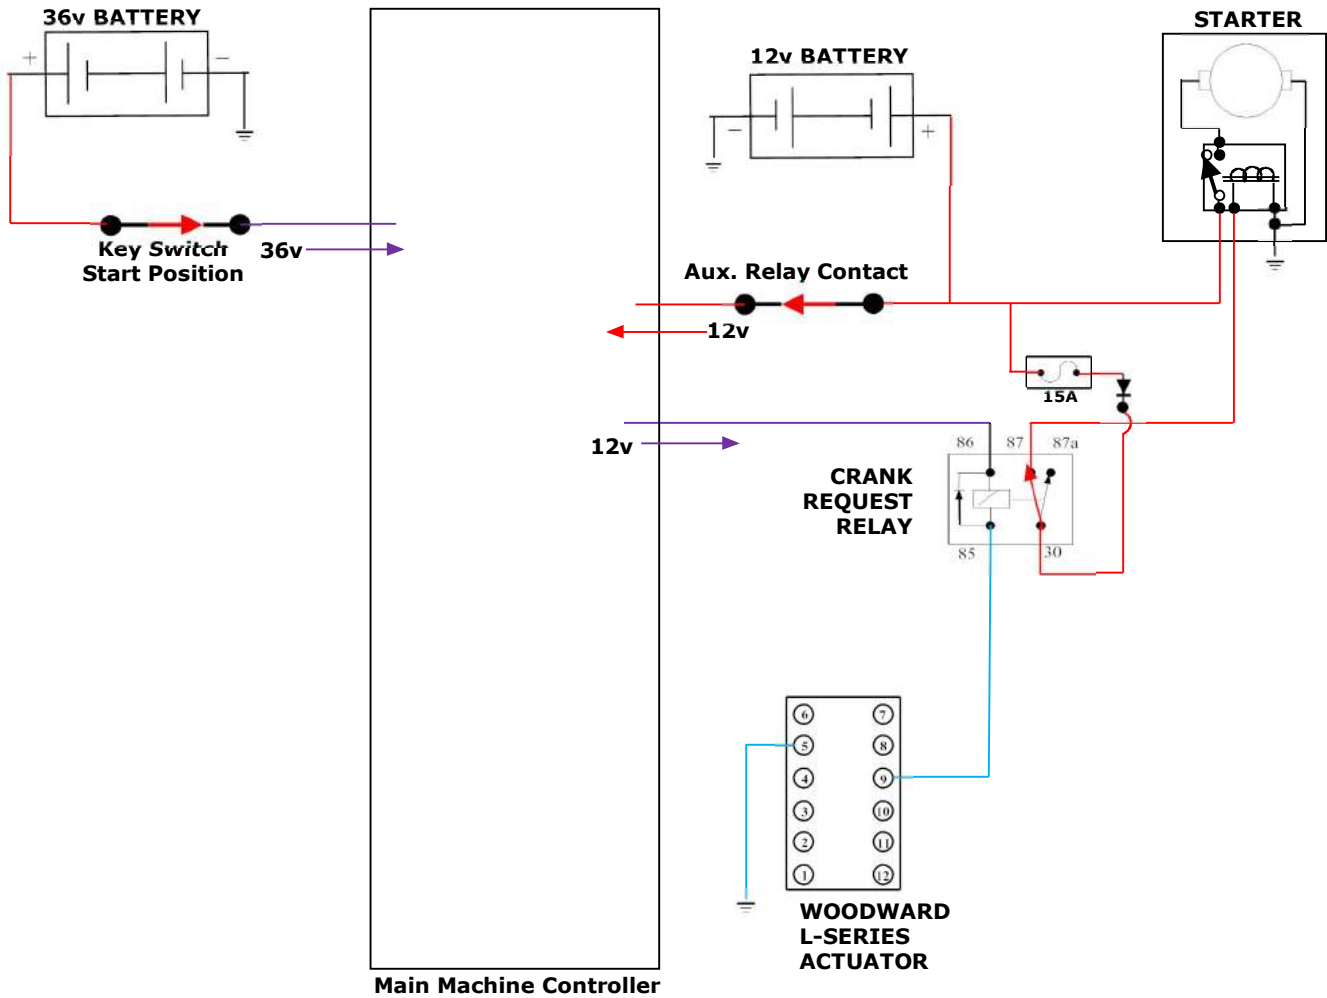 36v BATTERY
+
−
12v BATTERY
−
+
STARTER
Key Switch
Start Position
36v
Aux. Relay Contact
12v
15A
12v
86
87
87a
CRANK
REQUEST
RELAY
85
30
6
7
5
8
4
9
3
10
2
11
1
12
WOODWARD
L-SERIES
ACTUATOR
Main Machine Controller